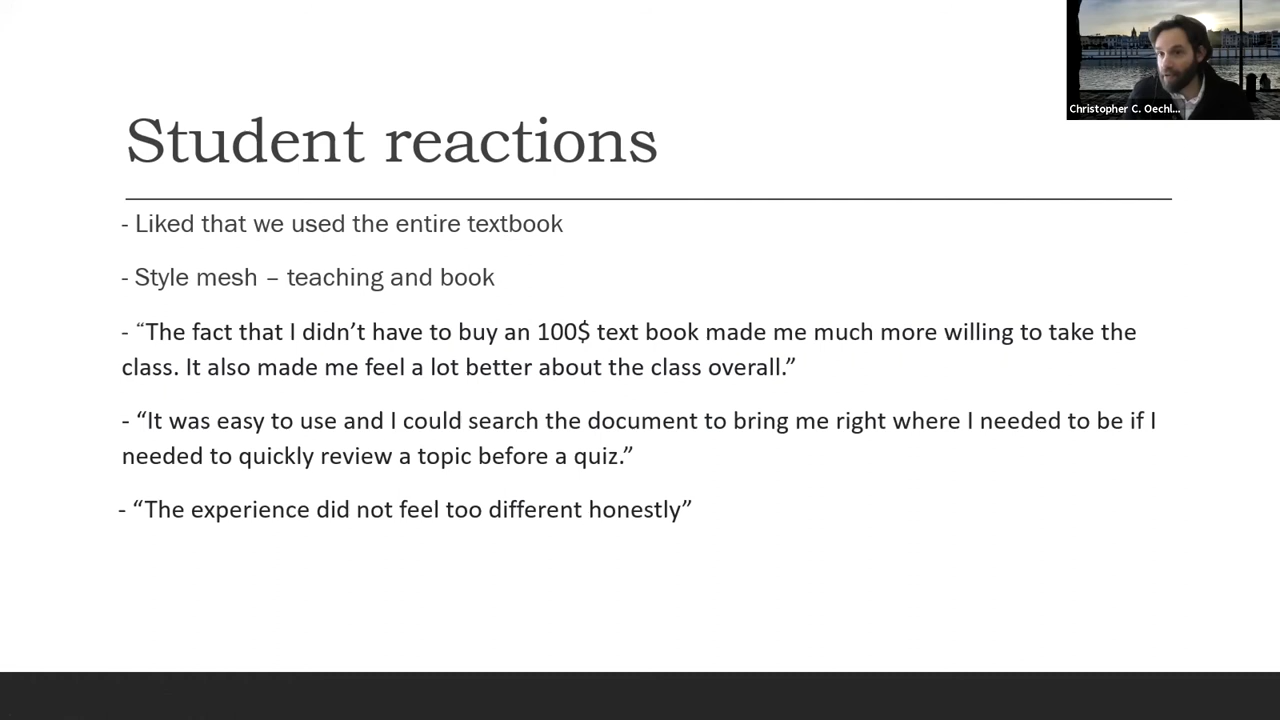 Christopher C. Oechl...
Student reactions
- Liked that we used the entire textbook
- Style mesh – teaching and book
- “The fact that I didn’t have to buy an 100$ text book made me much more willing to take the
class. It also made me feel a lot better about the class overall.”
- “It was easy to use and I could search the document to bring me right where I needed to be if I
needed to quickly review a topic before a quiz.”
- “The experience did not feel too different honestly”